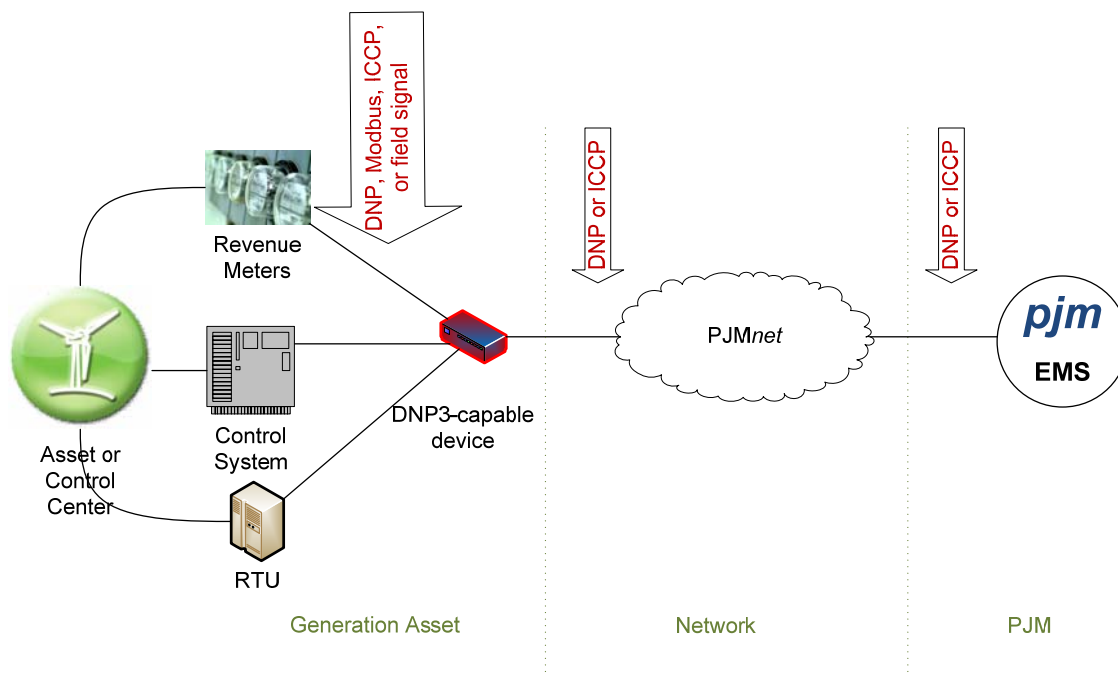 DNP, Modbus, ICCP,
or field signal
DNP or ICCP
DNP or ICCP
Revenue
Meters
PJMnet
pjm
EMS
DNP3-capable
device
Control
System
Asset or
Control
Center
RTU
Generation Asset
Network
PJM